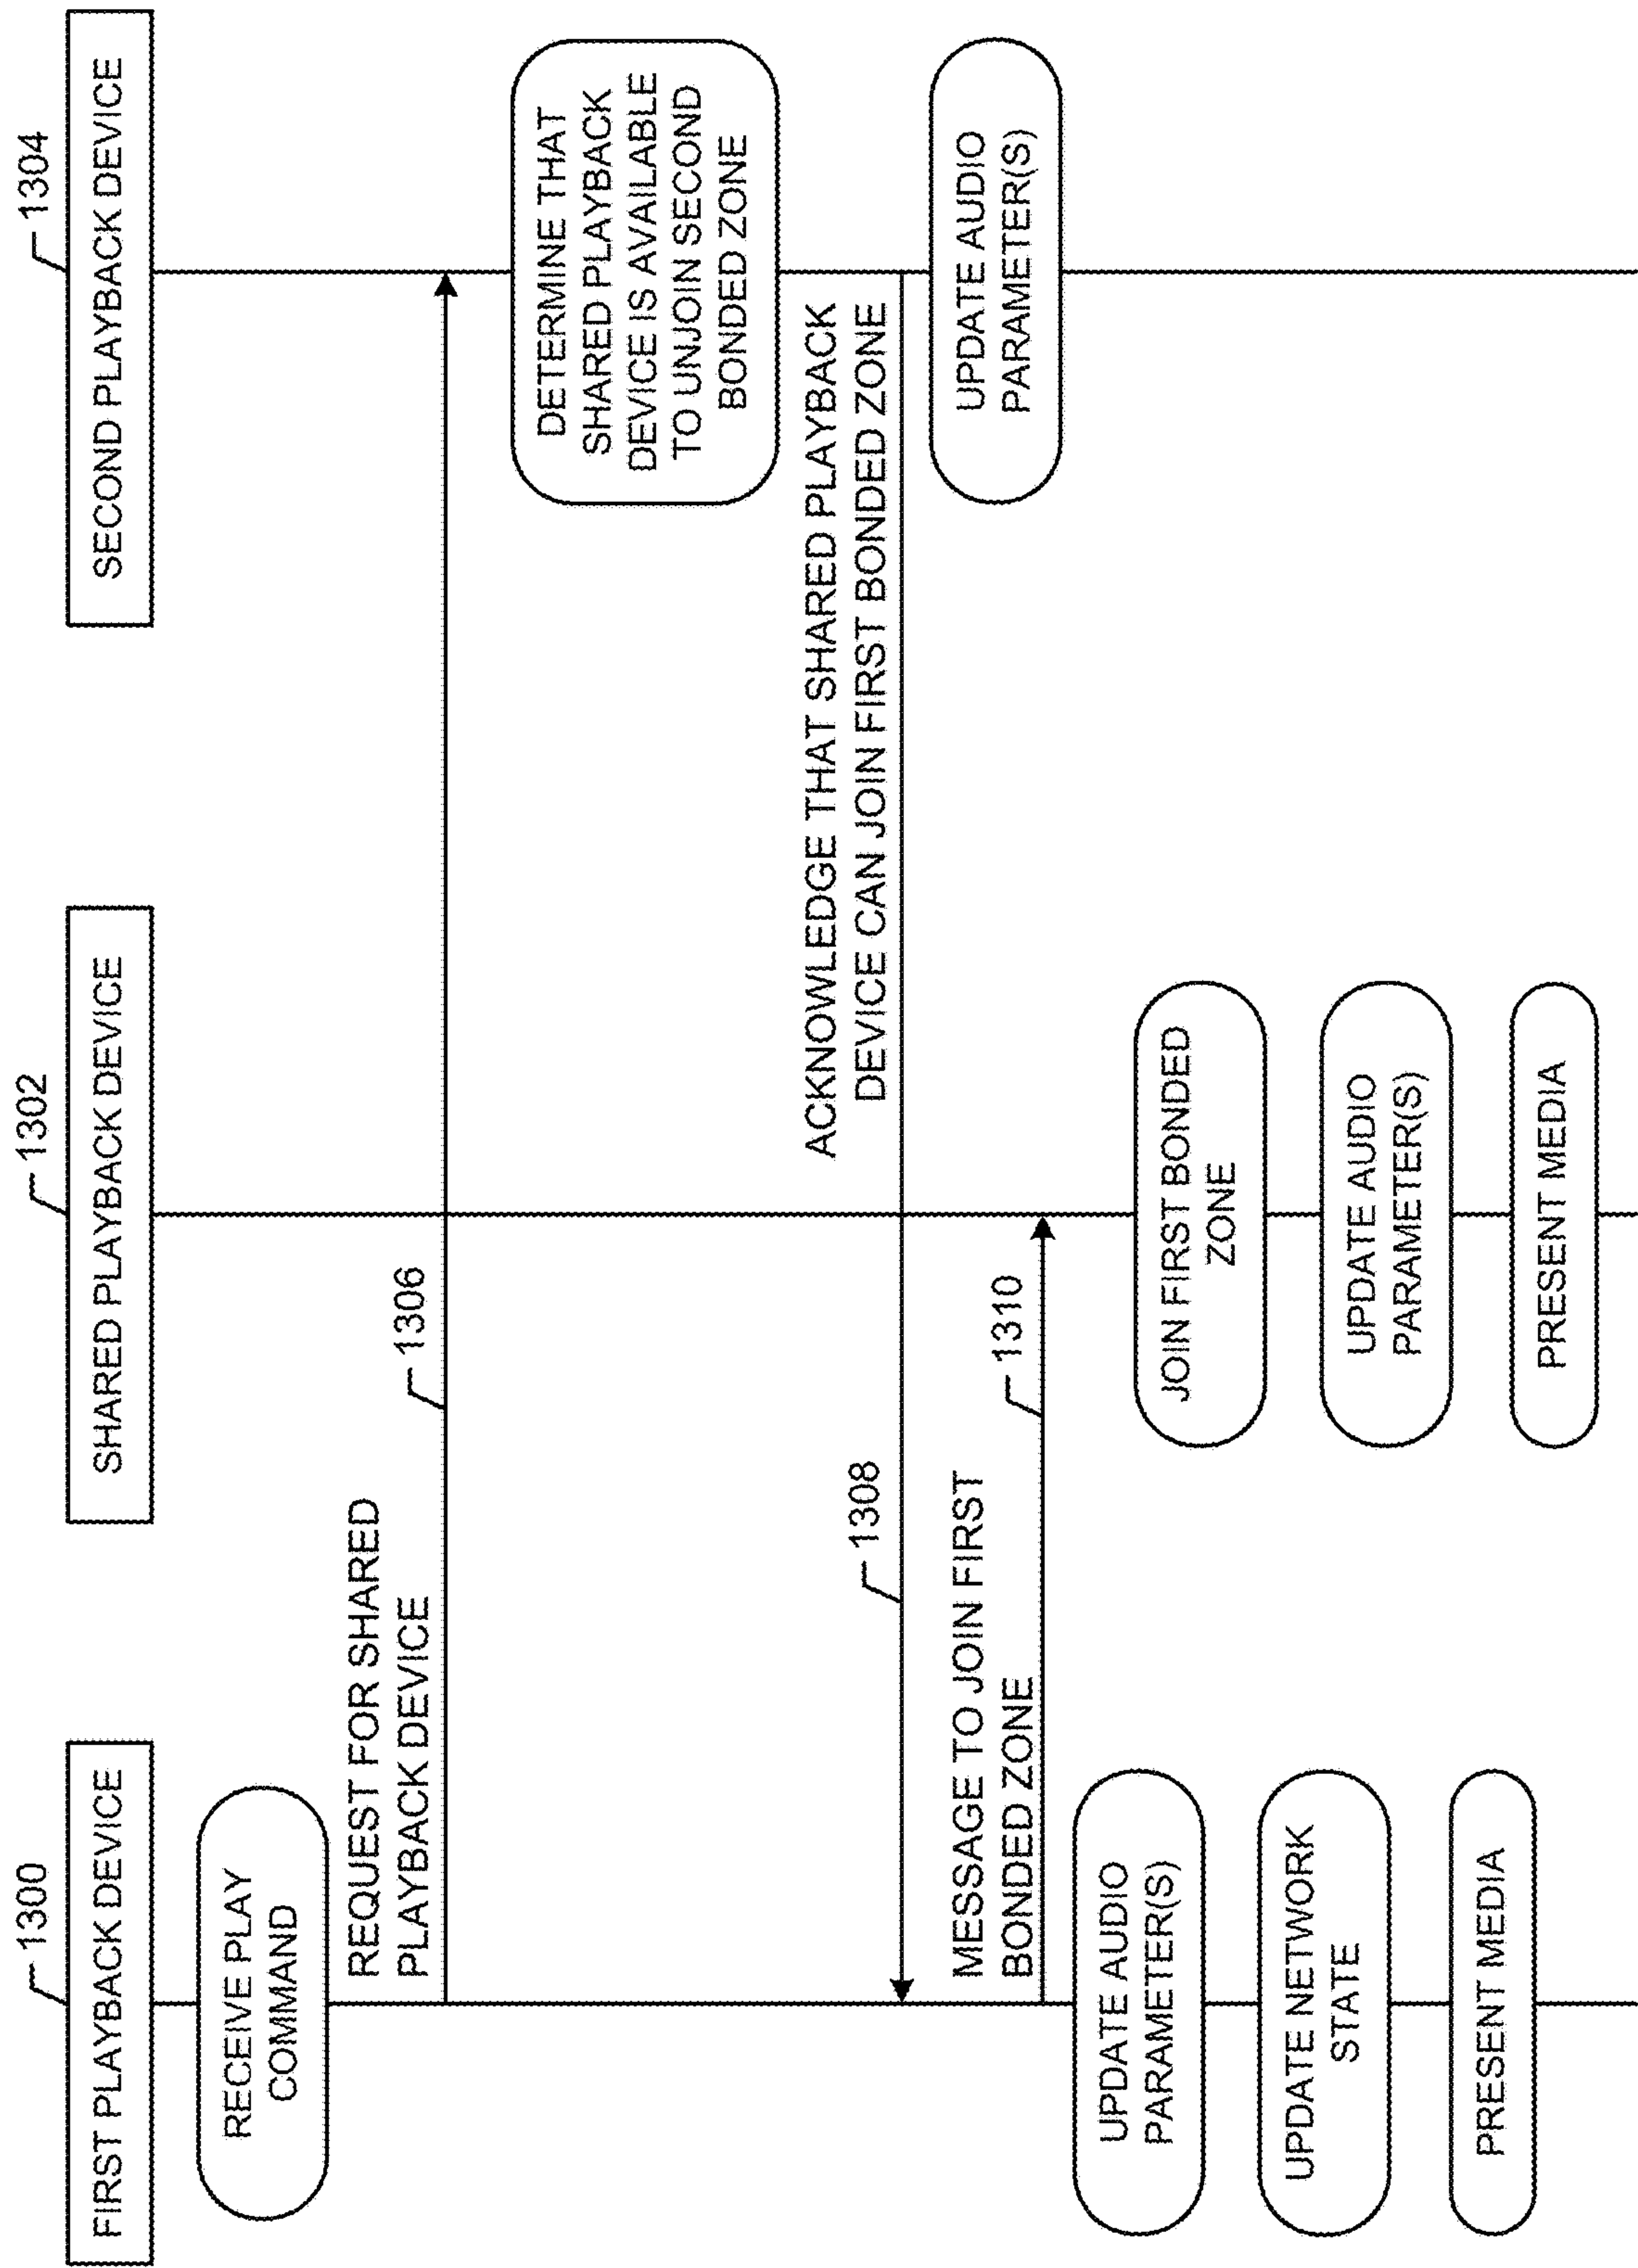 1300
FIRST PLAYBACK DEVICE
1302
SHARED PLAYBACK DEVICE
1304
SECOND PLAYBACK DEVICE
RECEIVE PLAY
COMMAND
REQUEST FOR SHARED
PLAYBACK DEVICE
1306
DETERMINE THAT
SHARED PLAYBACK
DEVICE IS AVAILABLE
TO UNJOIN SECOND
BONDED ZONE
ACKNOWLEDGE THAT SHARED PLAYBACK
DEVICE CAN JOIN FIRST BONDED ZONE
1308
UPDATE AUDIO
PARAMETER(S)
MESSAGE TO JOIN FIRST
BONDED ZONE
1310
UPDATE AUDIO
PARAMETER(S)
JOIN FIRST BONDED
ZONE
UPDATE NETWORK
STATE
UPDATE AUDIO
PARAMETER(S)
PRESENT MEDIA
PRESENT MEDIA